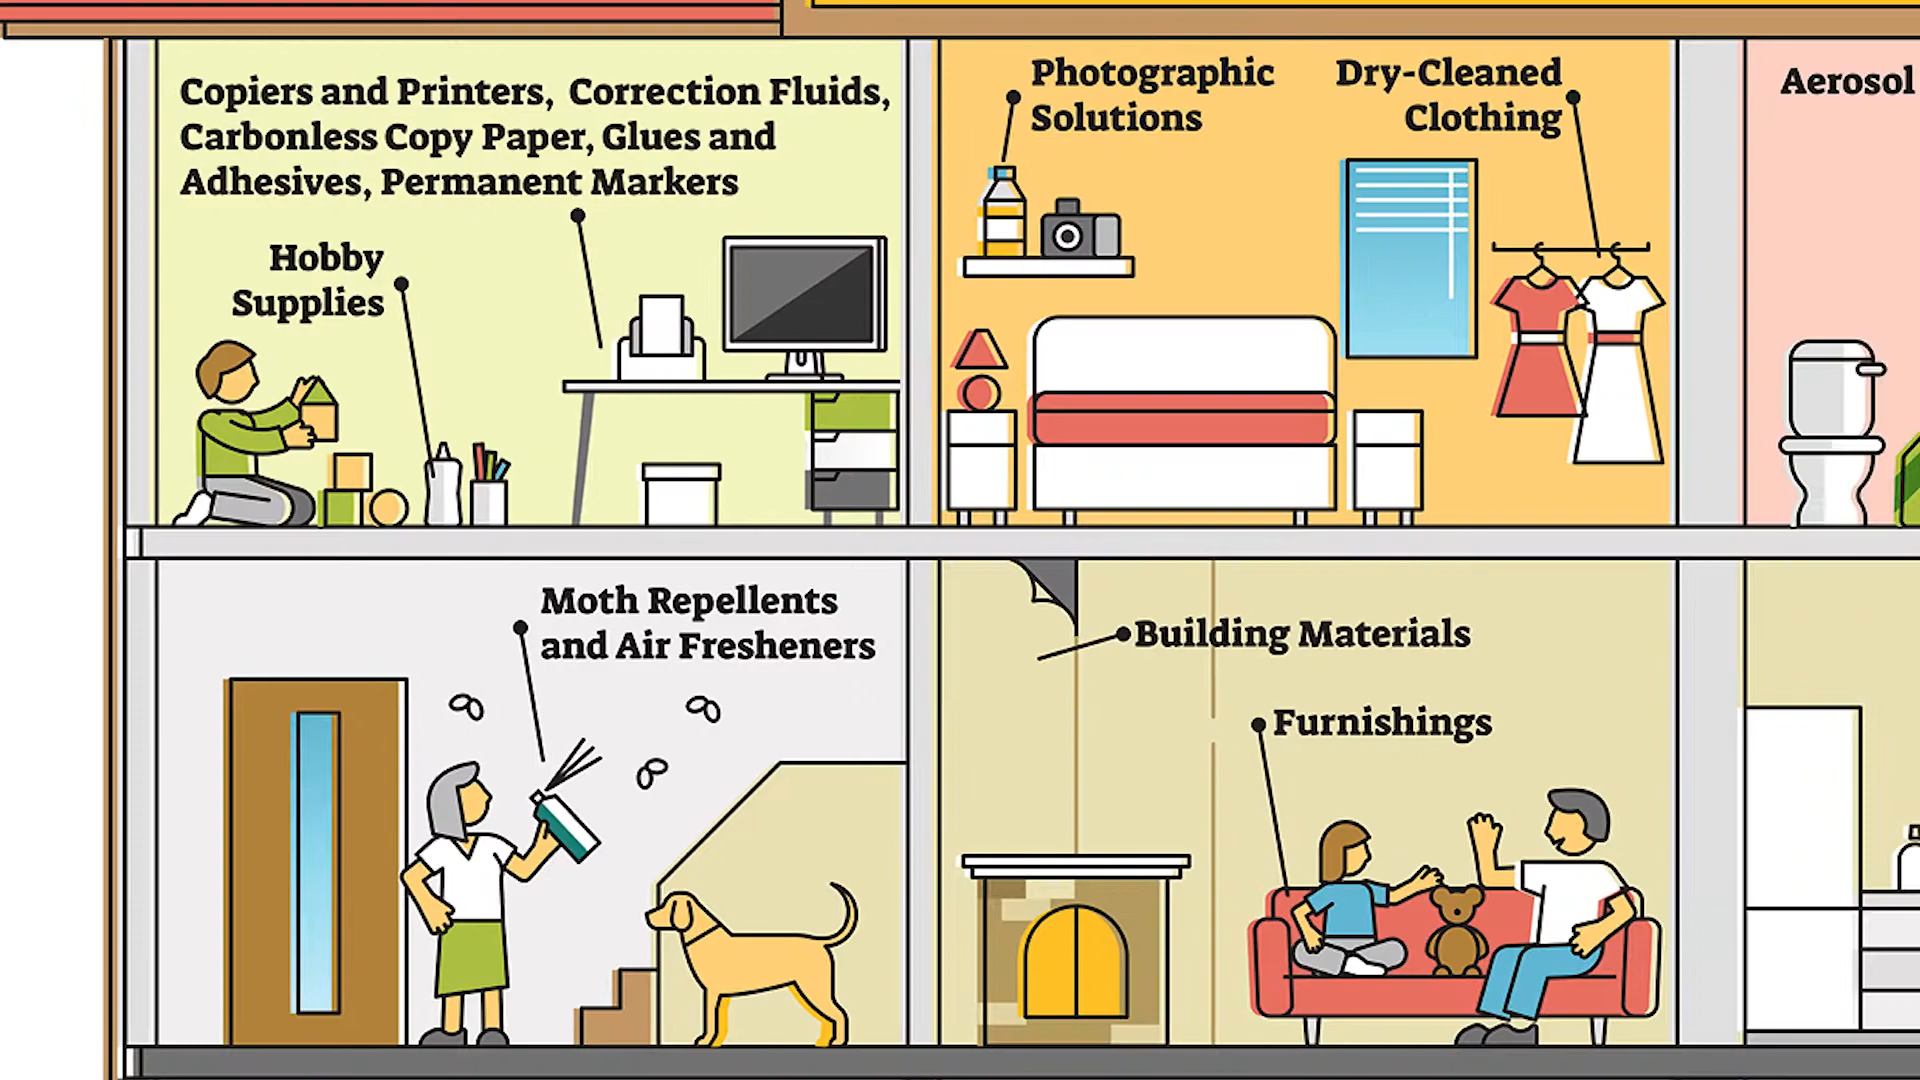 Copiers and Printers, Correction Fluids,
Carbonless Copy Paper, Glues and
Adhesives, Permanent Markers
Hobby
Supplies
Photographic
Solutions
Dry-Cleaned
Clothing
Aerosol
Moth Repellents
and Air Fresheners
Building Materials
Furnishings